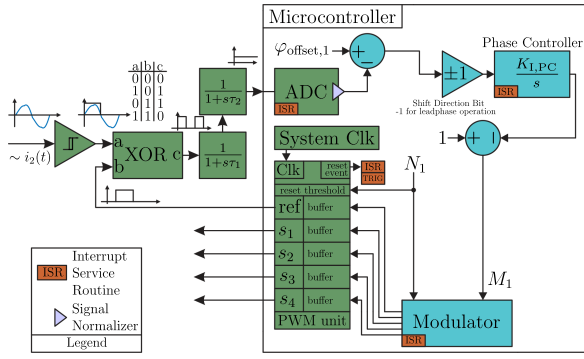 Microcontroller
a b c
0 0 0
1 0 1
0 1 1
1 1 0
φoffset,1
+
−
ADC
ISR
±1
Shift Direction Bit
-1 for leadphase operation
Phase Controller
K_I,PC
s
ISR
1
1+sτ2
~ i2(t)
a
b
XOR
c
1
1+sτ1
System Clk
Clk
reset event
ISR
TRIG
reset threshold
N1
1
+
+
ref buffer
s1 buffer
s2 buffer
s3 buffer
s4 buffer
PWM unit
M1
Modulator
ISR
ISR
Interrupt
Service
Routine
Signal
Normalizer
Legend